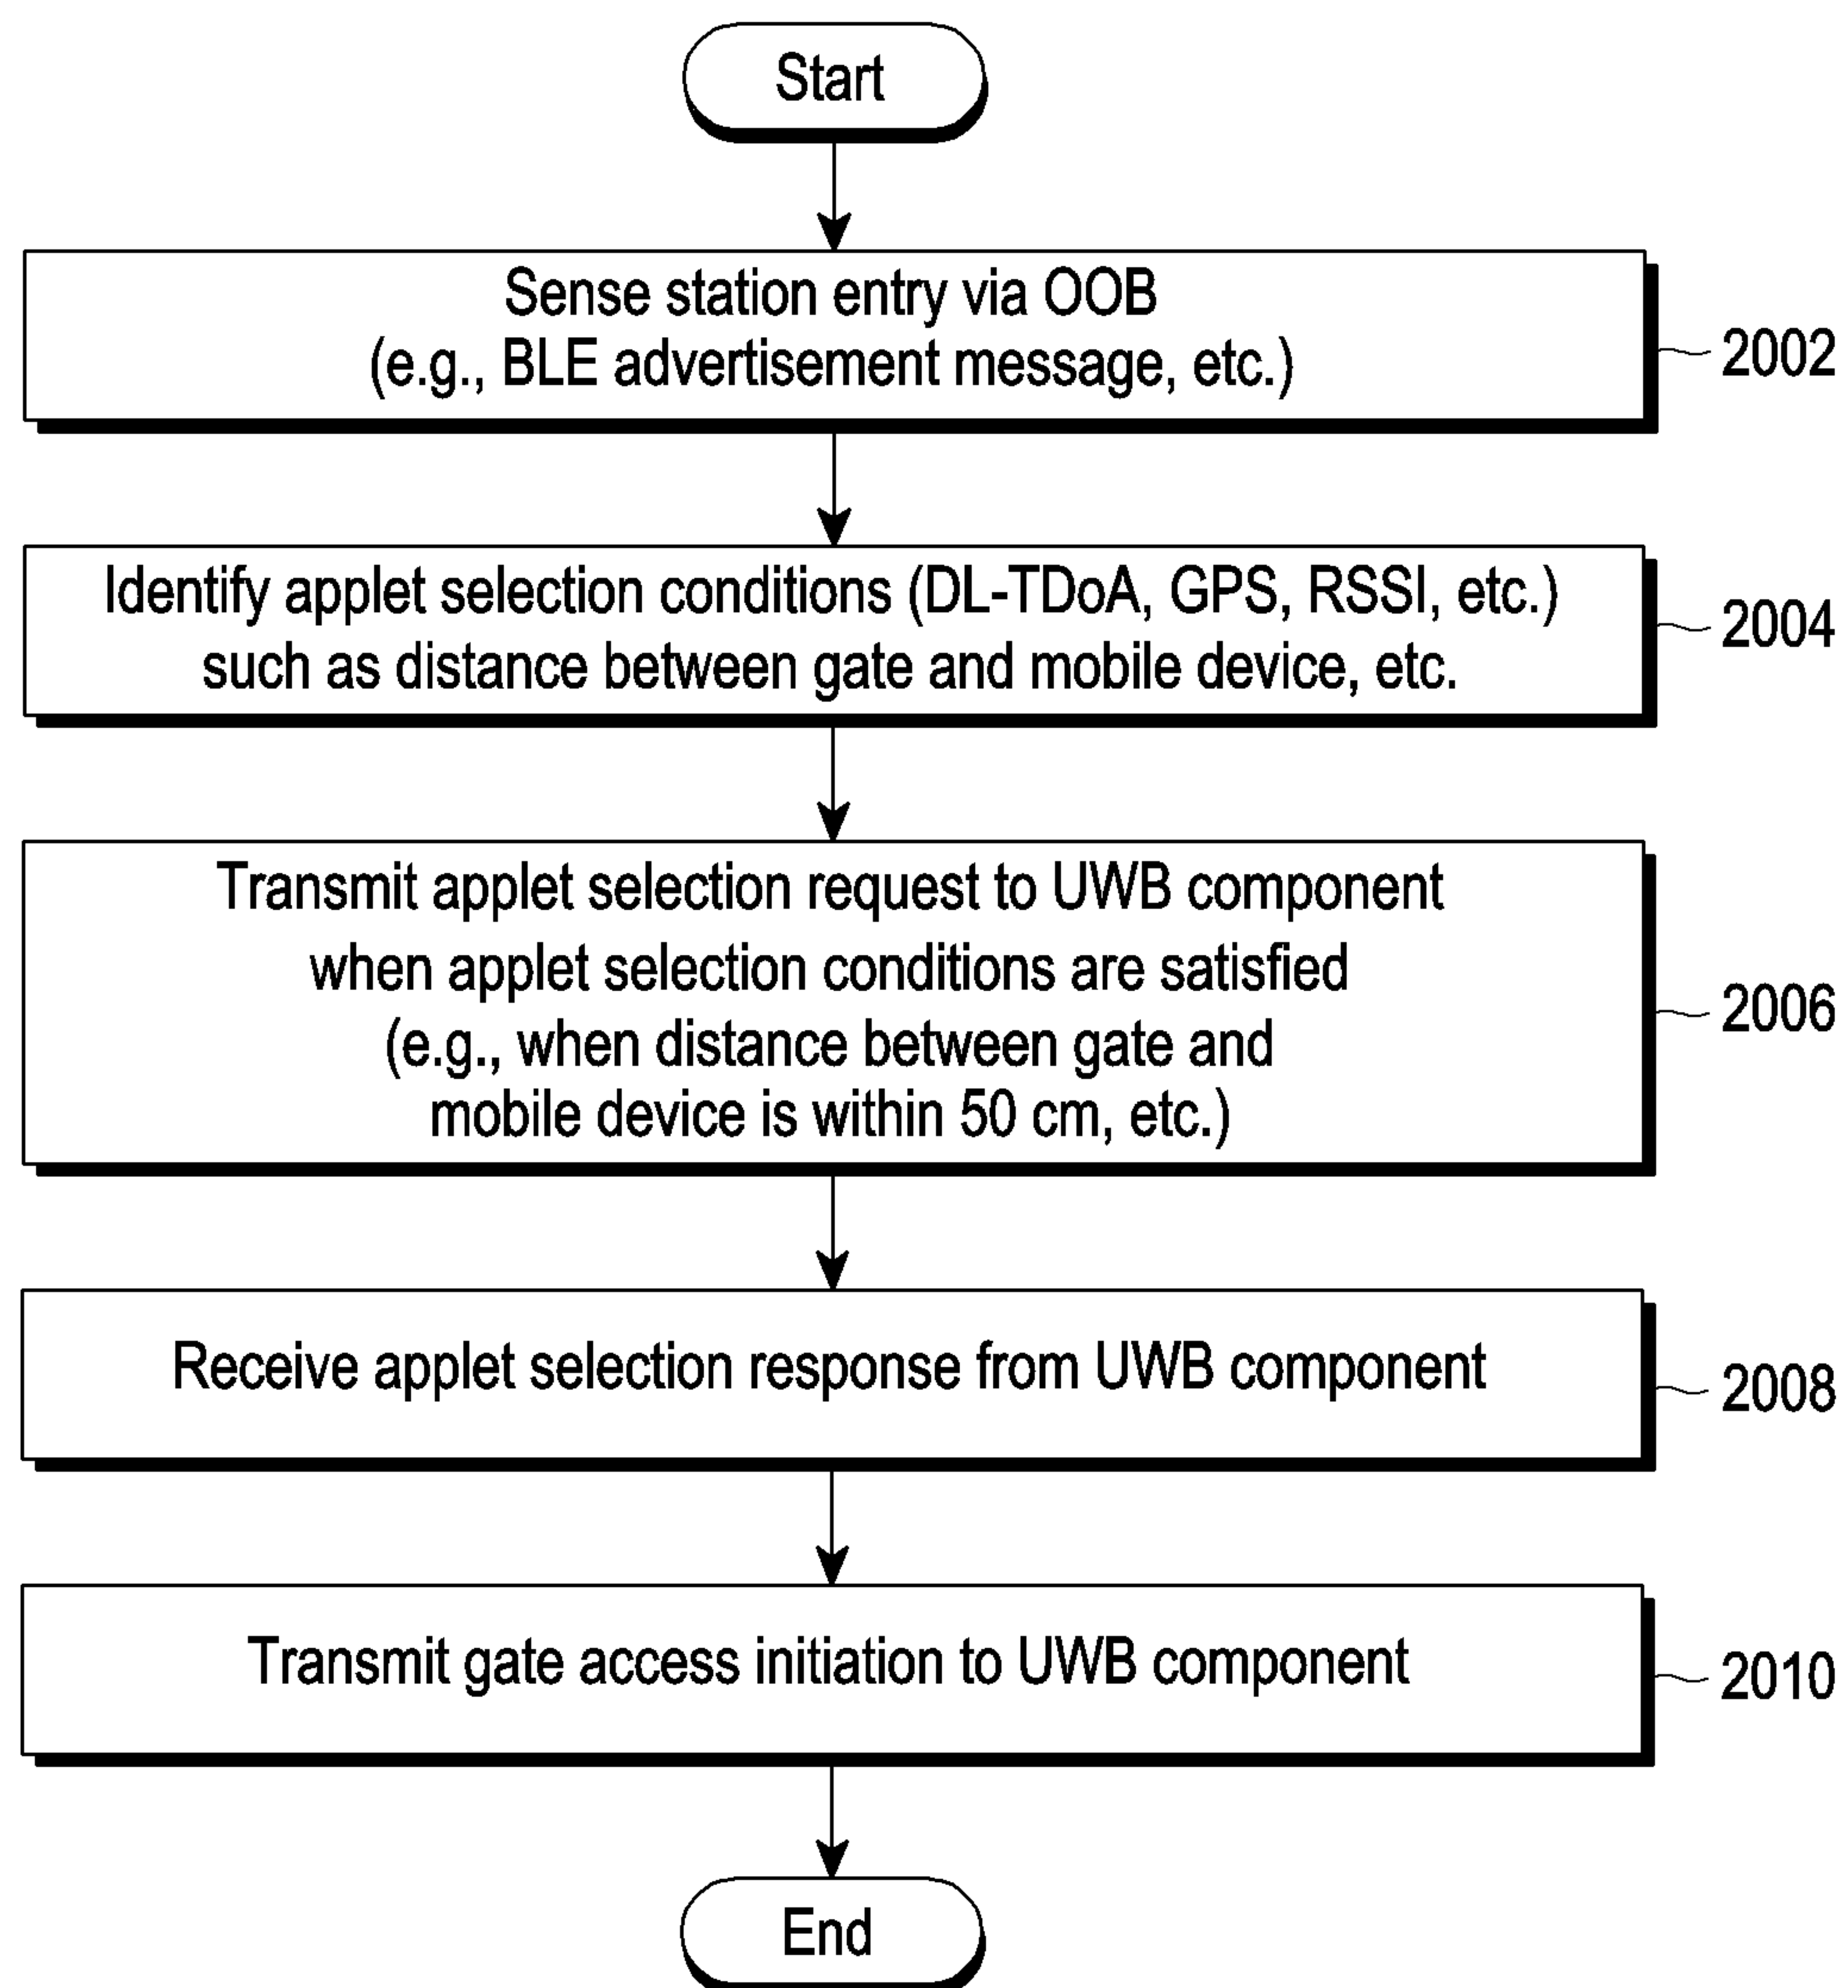 Start
Sense station entry via OOB
(e.g., BLE advertisement message, etc.)
2002
Identify applet selection conditions (DL-TDoA, GPS, RSSI, etc.)
such as distance between gate and mobile device, etc.
2004
Transmit applet selection request to UWB component
when applet selection conditions are satisfied
(e.g., when distance between gate and
mobile device is within 50 cm, etc.)
2006
Receive applet selection response from UWB component
2008
Transmit gate access initiation to UWB component
2010
End